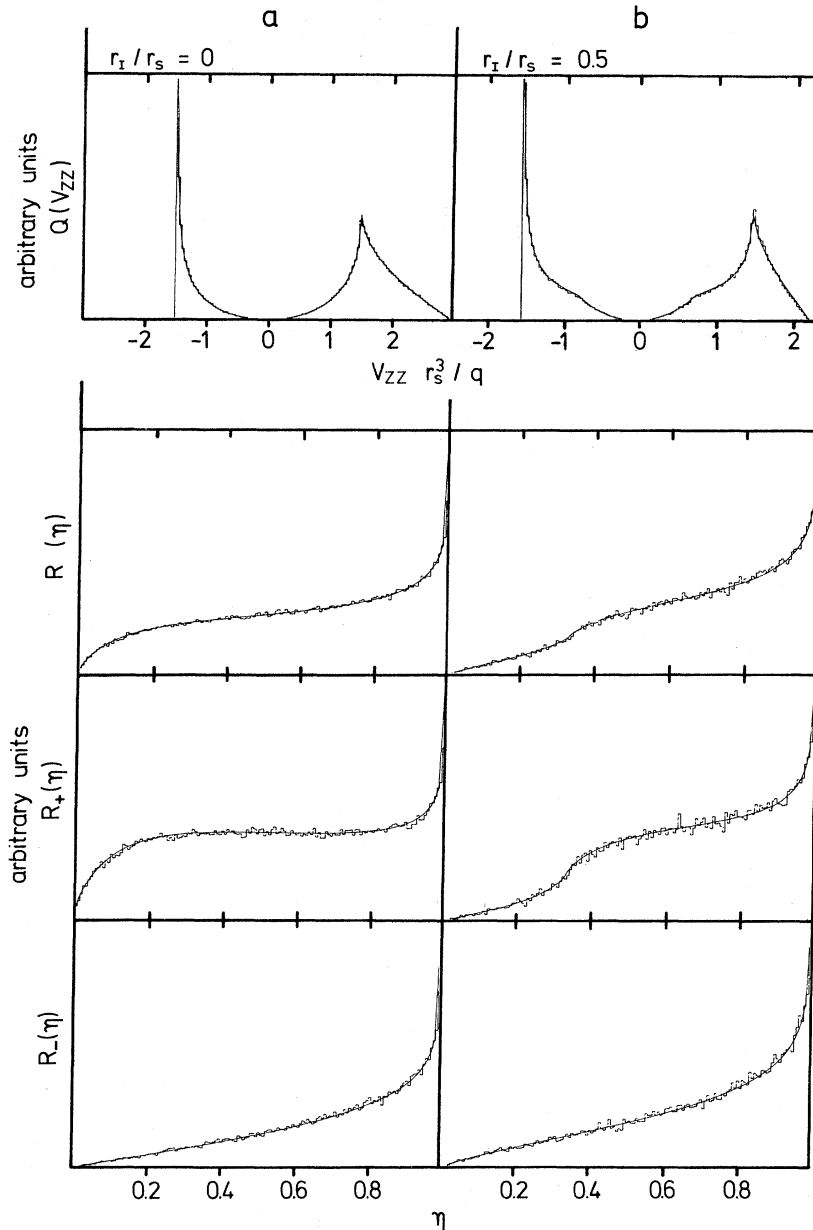 a b
r_I / r_s = 0 r_I / r_s = 0.5
arbitrary units
Q (V_ZZ)
-2 -1 0 1 2 -2 -1 0 1 2
V_ZZ r_s^3 / q
R (η)
arbitrary units
R_+(η)
R_-(η)
0.2 0.4 0.6 0.8 0.2 0.4 0.6 0.8
η